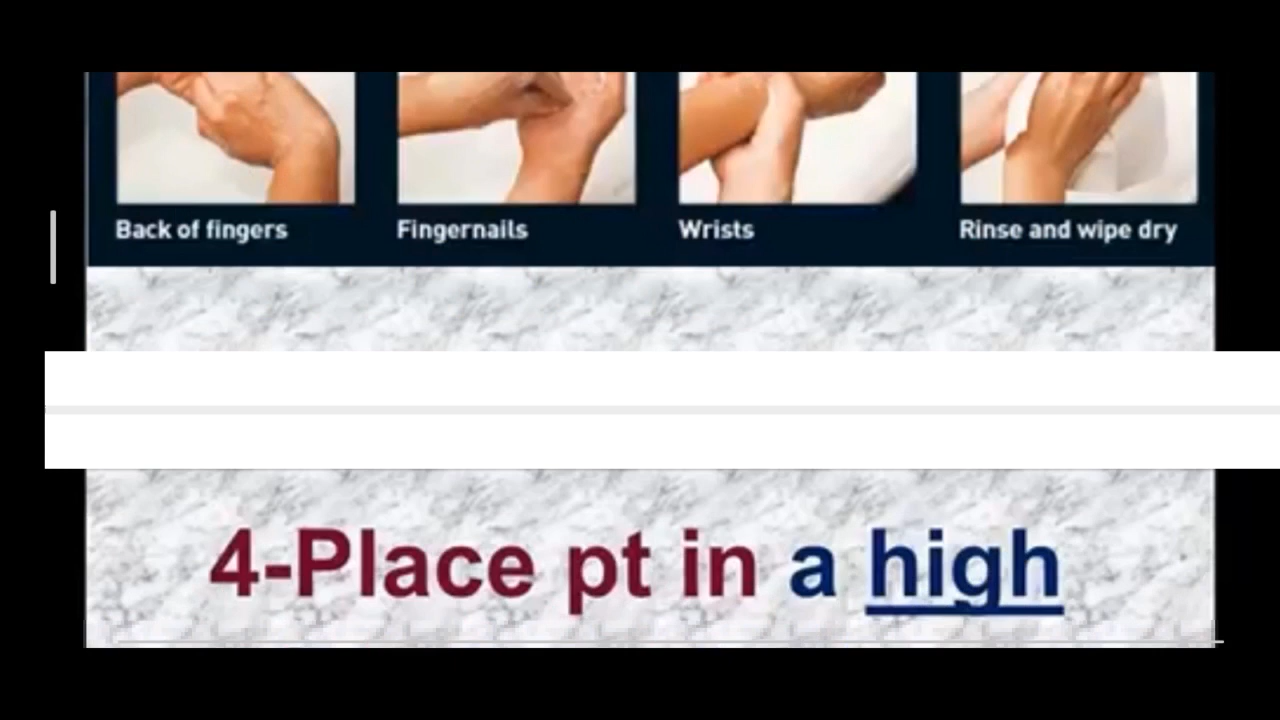 Back of fingers
Fingernails
Wrists
Rinse and wipe dry
4-Place pt in a high